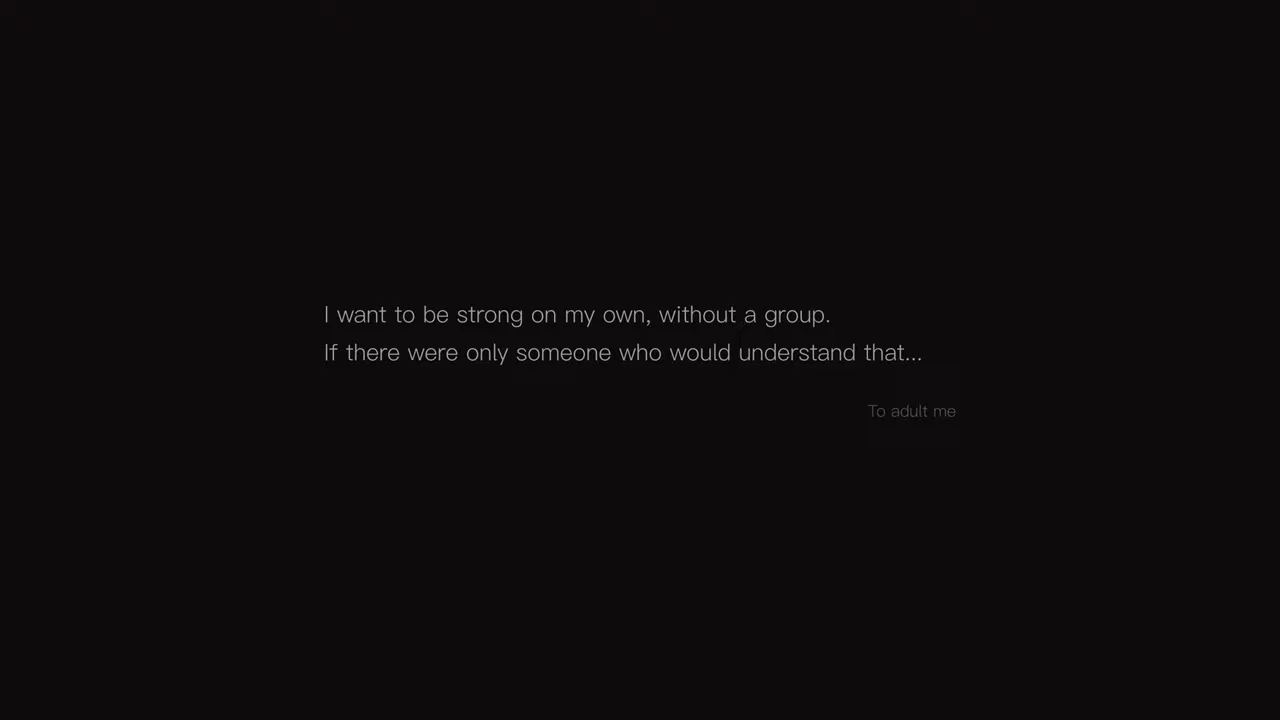 I want to be strong on my own, without a group.
If there were only someone who would understand that...
To adult me